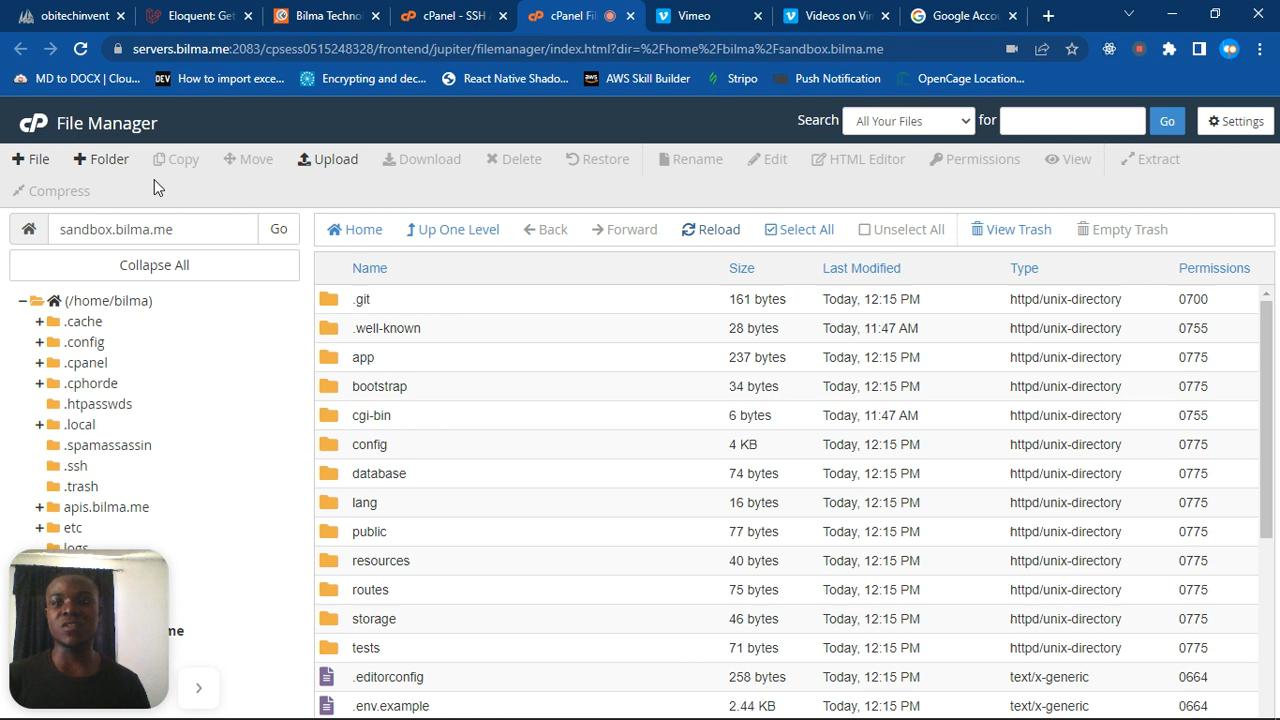 obitechinvent
Eloquent: Get
Bilma Techno
cPanel - SSH
cPanel Fil
Vimeo
Videos on Vin
Google Accou
servers.bilma.me:2083/cpsess0515248328/frontend/jupiter/filemanager/index.html?dir=%2Fhome%2Fbilma%2Fsandbox.bilma.me
MD to DOCX | Clou...
DEV
How to import exce...
Encrypting and dec...
React Native Shado...
aws
AWS Skill Builder
Stripo
Push Notification
OpenCage Location...
cP File Manager
Search All Your Files for Go Settings
File Folder Copy Move Upload Download Delete Restore Rename Edit HTML Editor Permissions View Extract
Compress
sandbox.bilma.me Go
Home Up One Level Back Forward Reload Select All Unselect All View Trash Empty Trash
Collapse All
(/home/bilma)
.cache
.config
.cpanel
.cphorde
.htpasswds
.local
.spamassassin
.ssh
.trash
apis.bilma.me
etc
logs
me
Name Size Last Modified Type Permissions
.git 161 bytes Today, 12:15 PM httpd/unix-directory 0700
.well-known 28 bytes Today, 11:47 AM httpd/unix-directory 0755
app 237 bytes Today, 12:15 PM httpd/unix-directory 0775
bootstrap 34 bytes Today, 12:15 PM httpd/unix-directory 0775
cgi-bin 6 bytes Today, 11:47 AM httpd/unix-directory 0755
config 4 KB Today, 12:15 PM httpd/unix-directory 0775
database 74 bytes Today, 12:15 PM httpd/unix-directory 0775
lang 16 bytes Today, 12:15 PM httpd/unix-directory 0775
public 77 bytes Today, 12:15 PM httpd/unix-directory 0775
resources 40 bytes Today, 12:15 PM httpd/unix-directory 0775
routes 75 bytes Today, 12:15 PM httpd/unix-directory 0775
storage 46 bytes Today, 12:15 PM httpd/unix-directory 0775
tests 71 bytes Today, 12:15 PM httpd/unix-directory 0775
.editorconfig 258 bytes Today, 12:15 PM text/x-generic 0664
.env.example 2.44 KB Today, 12:15 PM text/x-generic 0664